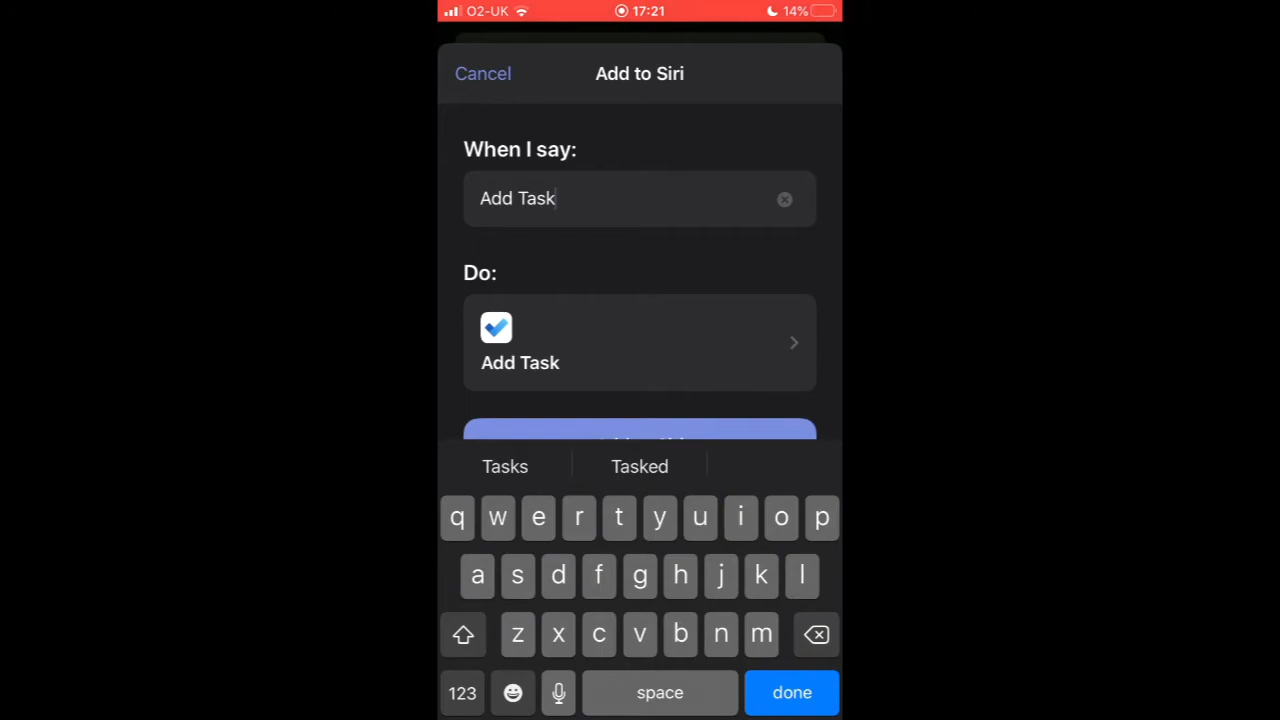 O2-UK 17:21 14%
Cancel Add to Siri
When I say:
Add Task
Do:
Add Task
Tasks Tasked
q w e r t y u i o p
a s d f g h j k l
z x c v b n m
123 space done